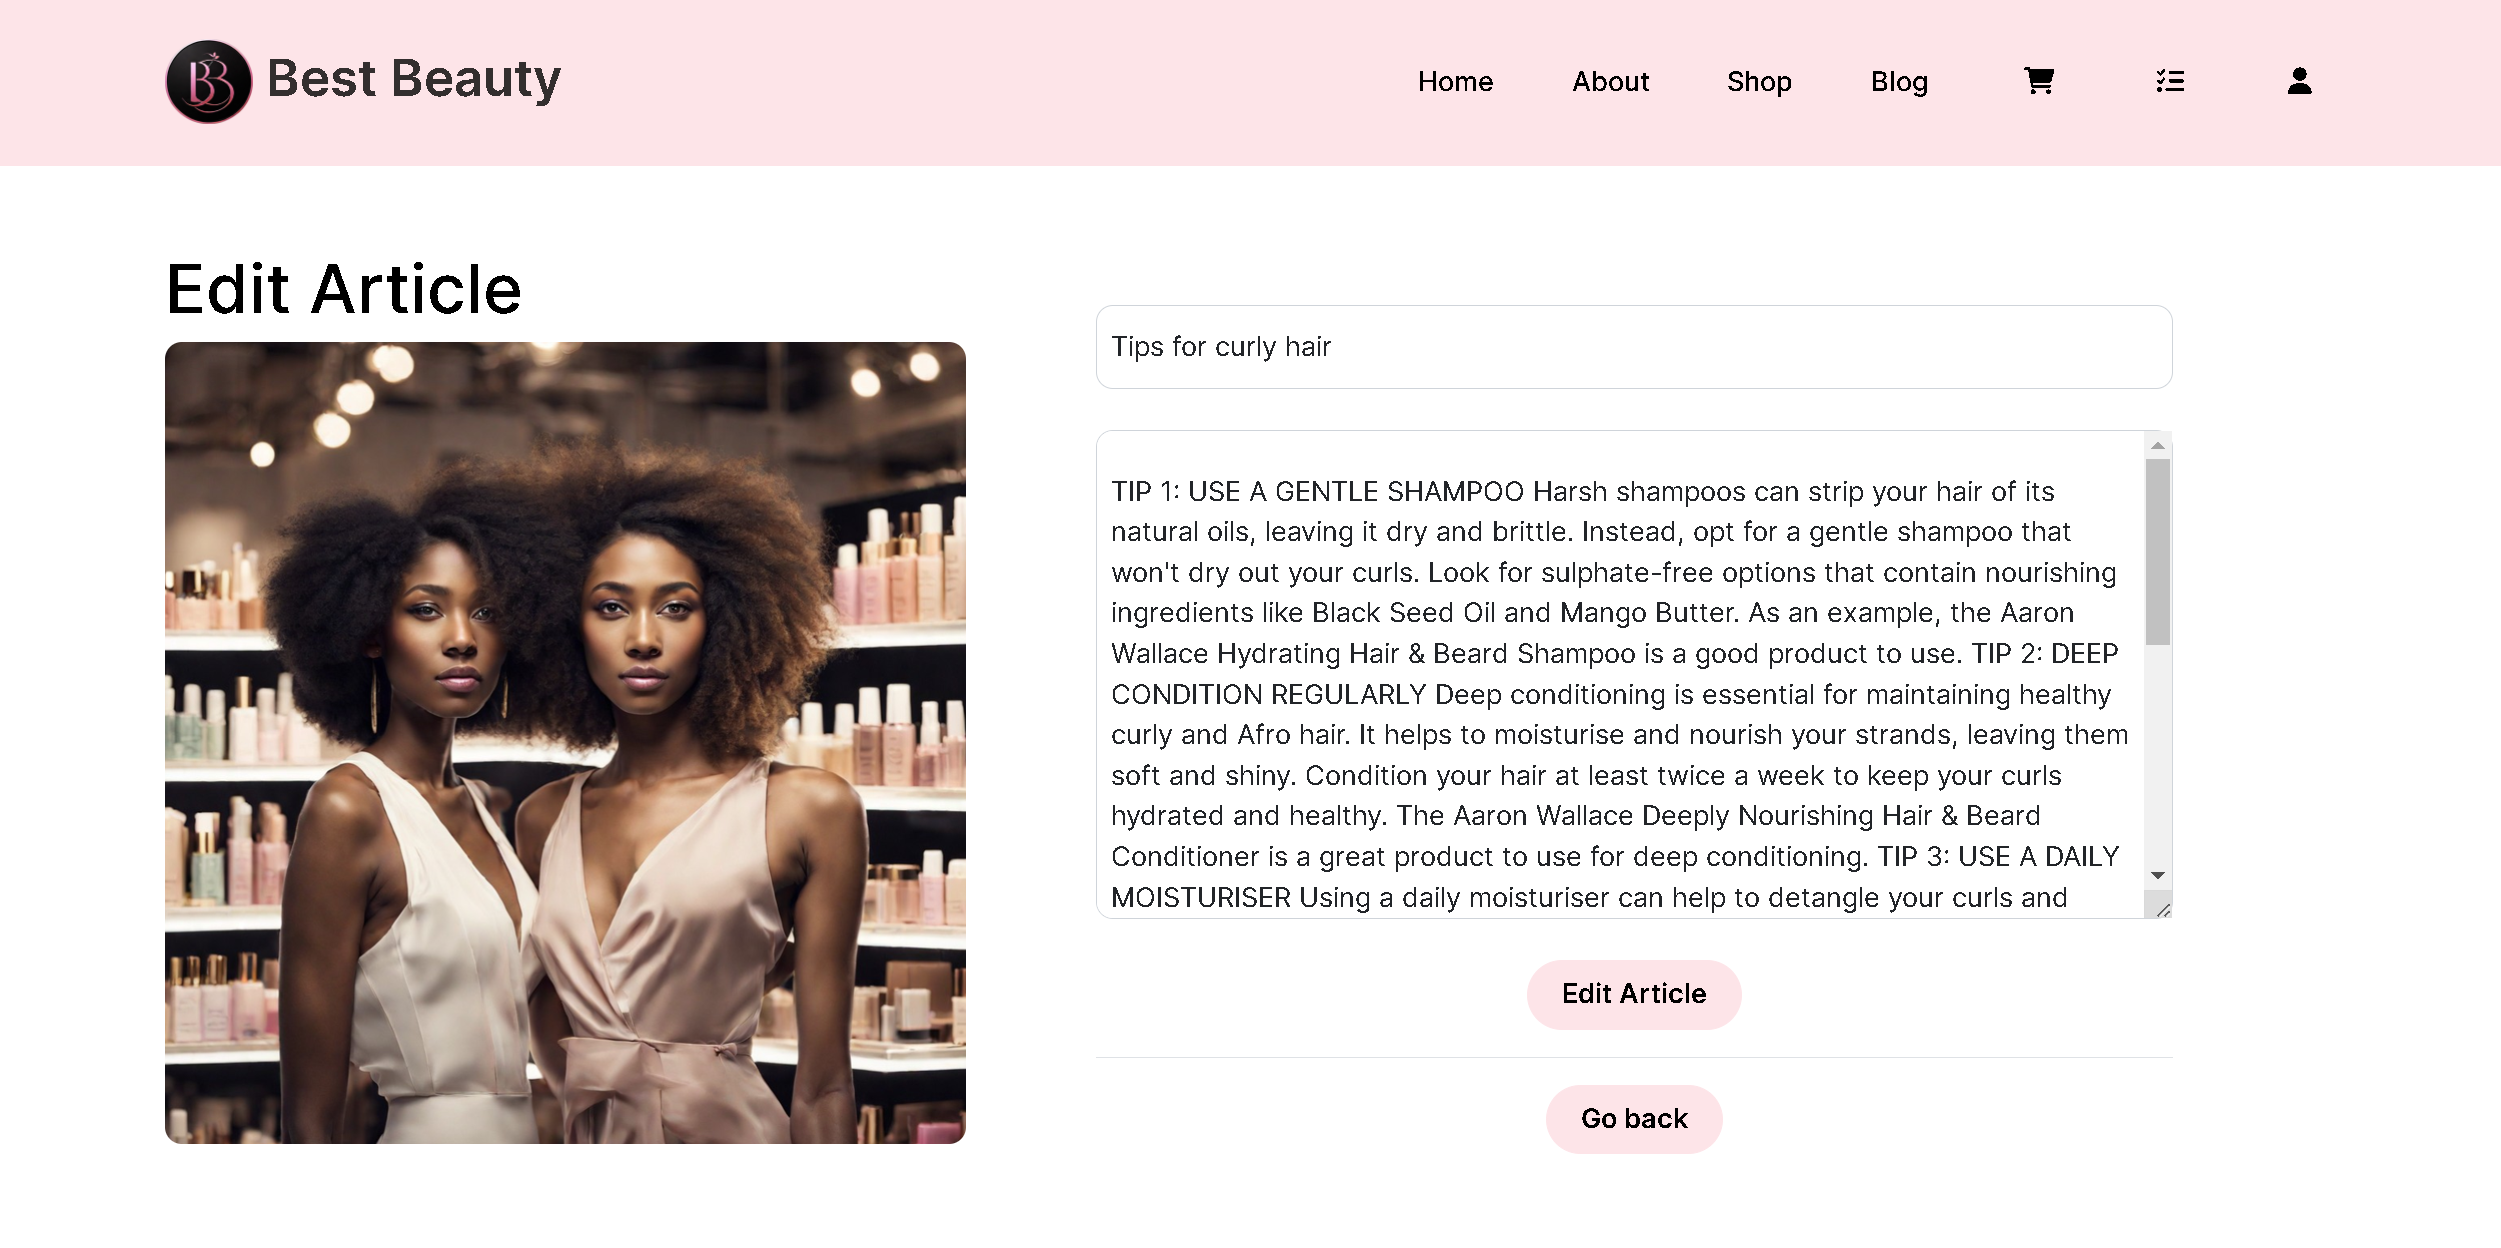 Best Beauty
Home
About
Shop
Blog
Edit Article
Tips for curly hair
TIP 1: USE A GENTLE SHAMPOO Harsh shampoos can strip your hair of its
natural oils, leaving it dry and brittle. Instead, opt for a gentle shampoo that
won't dry out your curls. Look for sulphate-free options that contain nourishing
ingredients like Black Seed Oil and Mango Butter. As an example, the Aaron
Wallace Hydrating Hair & Beard Shampoo is a good product to use. TIP 2: DEEP
CONDITION REGULARLY Deep conditioning is essential for maintaining healthy
curly and Afro hair. It helps to moisturise and nourish your strands, leaving them
soft and shiny. Condition your hair at least twice a week to keep your curls
hydrated and healthy. The Aaron Wallace Deeply Nourishing Hair & Beard
Conditioner is a great product to use for deep conditioning. TIP 3: USE A DAILY
MOISTURISER Using a daily moisturiser can help to detangle your curls and
Edit Article
Go back